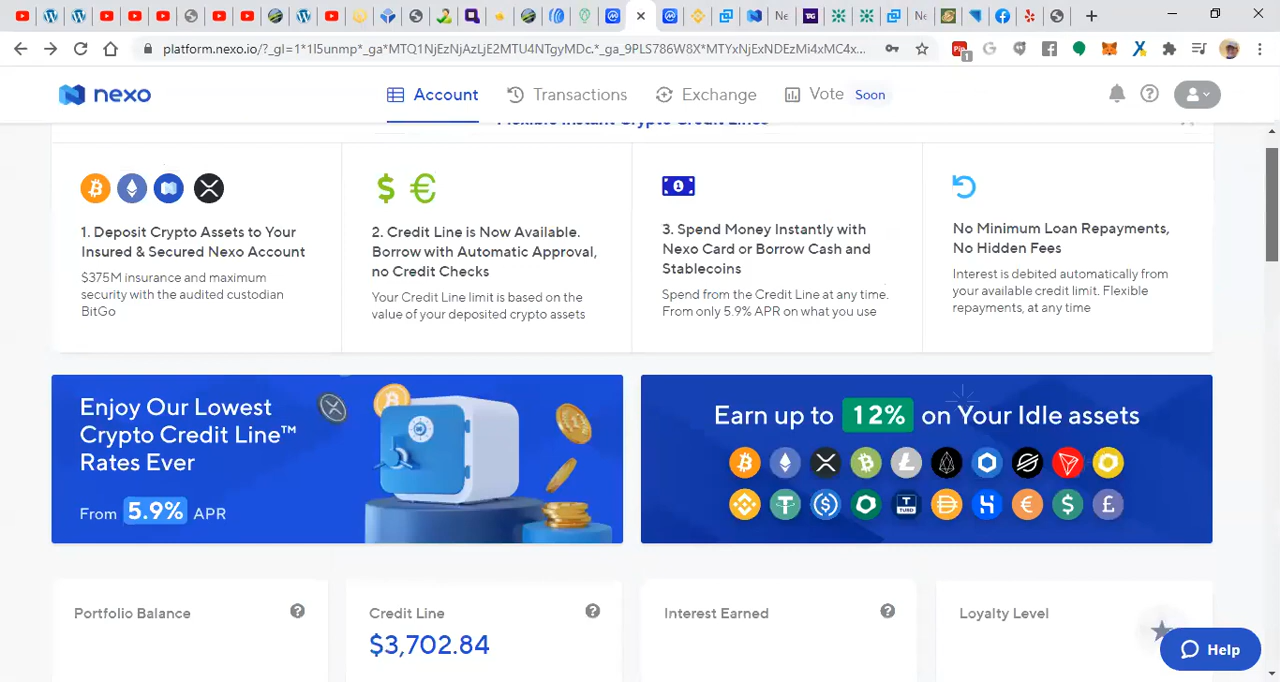 platform.nexo.io/?_gl=1*1l5unmp*_ga*MTQ1NjEzNjAzLjE2MTU4NTgyMDc.*_ga_9PLS786W8X*MTYxNjExNDEzMi4xMC4x...
nexo
Account
Transactions
Exchange
Vote Soon
Flexible Instant Crypto Credit Lines
1. Deposit Crypto Assets to Your
Insured & Secured Nexo Account
$375M insurance and maximum
security with the audited custodian
BitGo
$ €
2. Credit Line is Now Available.
Borrow with Automatic Approval,
no Credit Checks
Your Credit Line limit is based on the
value of your deposited crypto assets
3. Spend Money Instantly with
Nexo Card or Borrow Cash and
Stablecoins
Spend from the Credit Line at any time.
From only 5.9% APR on what you use
No Minimum Loan Repayments,
No Hidden Fees
Interest is debited automatically from
your available credit limit. Flexible
repayments, at any time
Enjoy Our Lowest
Crypto Credit Line™
Rates Ever
From 5.9% APR
Earn up to 12% on Your Idle assets
Portfolio Balance
Credit Line
$3,702.84
Interest Earned
Loyalty Level
Help